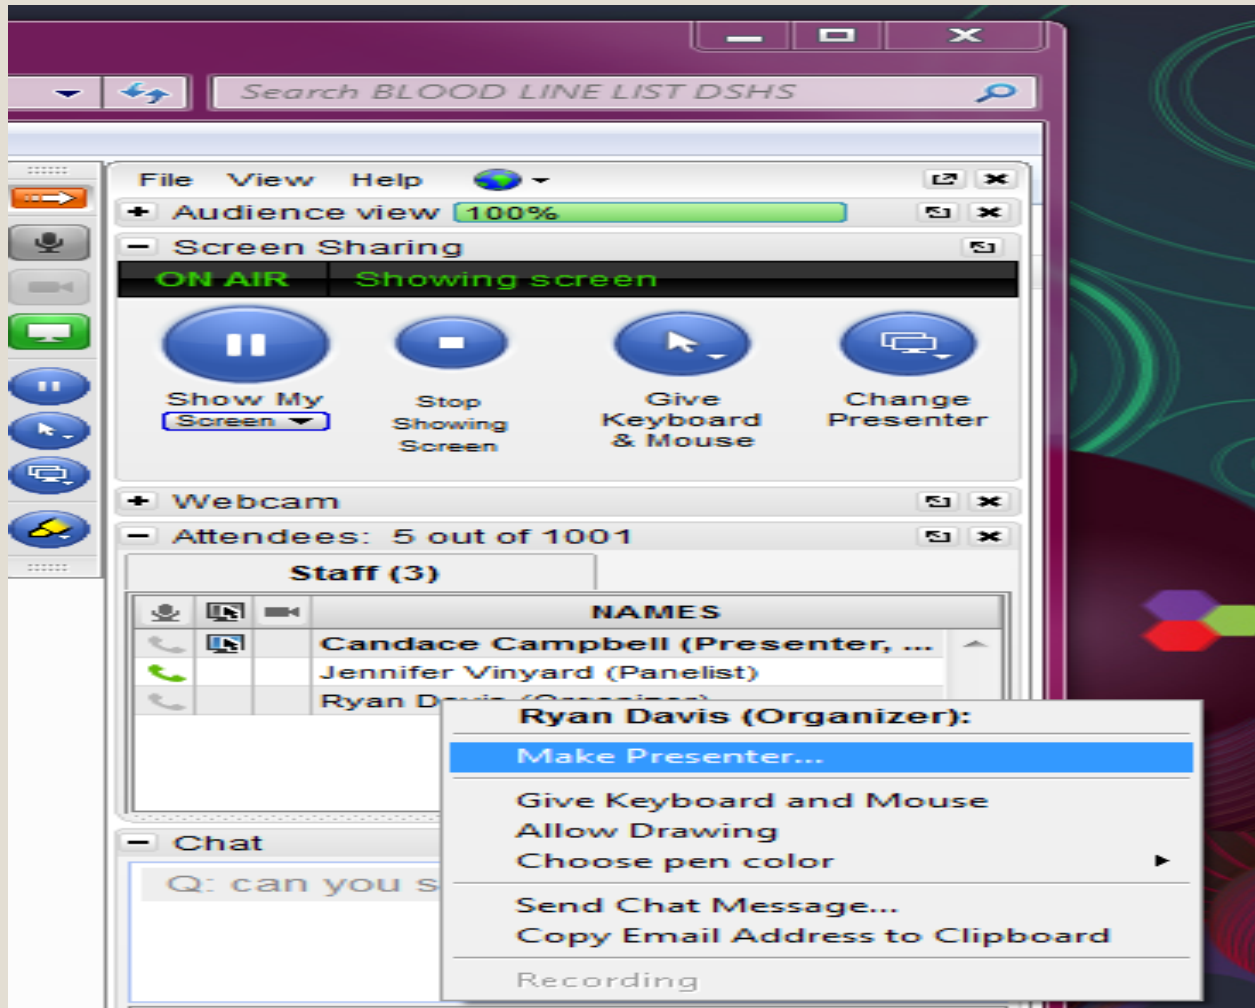 Search BLOOD LINE LIST DSHS
File View Help
Audience view 100%
Screen Sharing
ON AIR Showing screen
Show My
Screen
Stop
Showing
Screen
Give
Keyboard
& Mouse
Change
Presenter
Webcam
Attendees: 5 out of 1001
Staff (3)
NAMES
Candace Campbell (Presenter, ...
Jennifer Vinyard (Panelist)
Ryan Davis (Organizer)
Ryan Davis (Organizer):
Make Presenter...
Give Keyboard and Mouse
Allow Drawing
Choose pen color
Chat
Q: can you s
Send Chat Message...
Copy Email Address to Clipboard
Recording